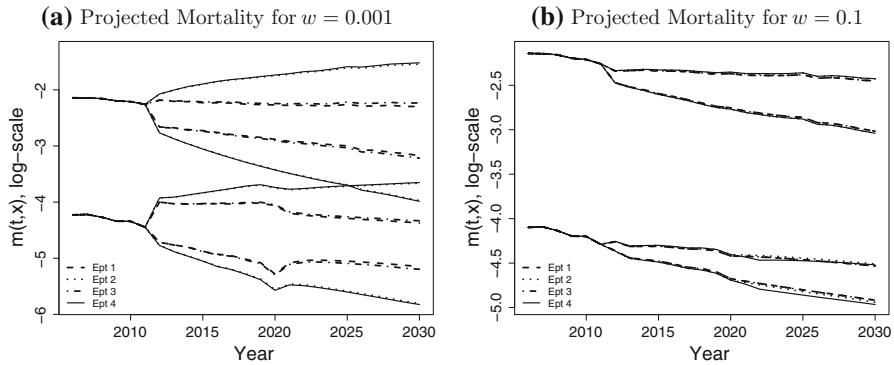 (a) Projected Mortality for w = 0.001
m(t,x), log−scale
−2
−3
−4
−5
−6
Ept 1
Ept 2
Ept 3
Ept 4
2010 2015 2020 2025 2030
Year
(b) Projected Mortality for w = 0.1
m(t,x), log−scale
−2.5
−3.0
−3.5
−4.0
−4.5
−5.0
Ept 1
Ept 2
Ept 3
Ept 4
2010 2015 2020 2025 2030
Year